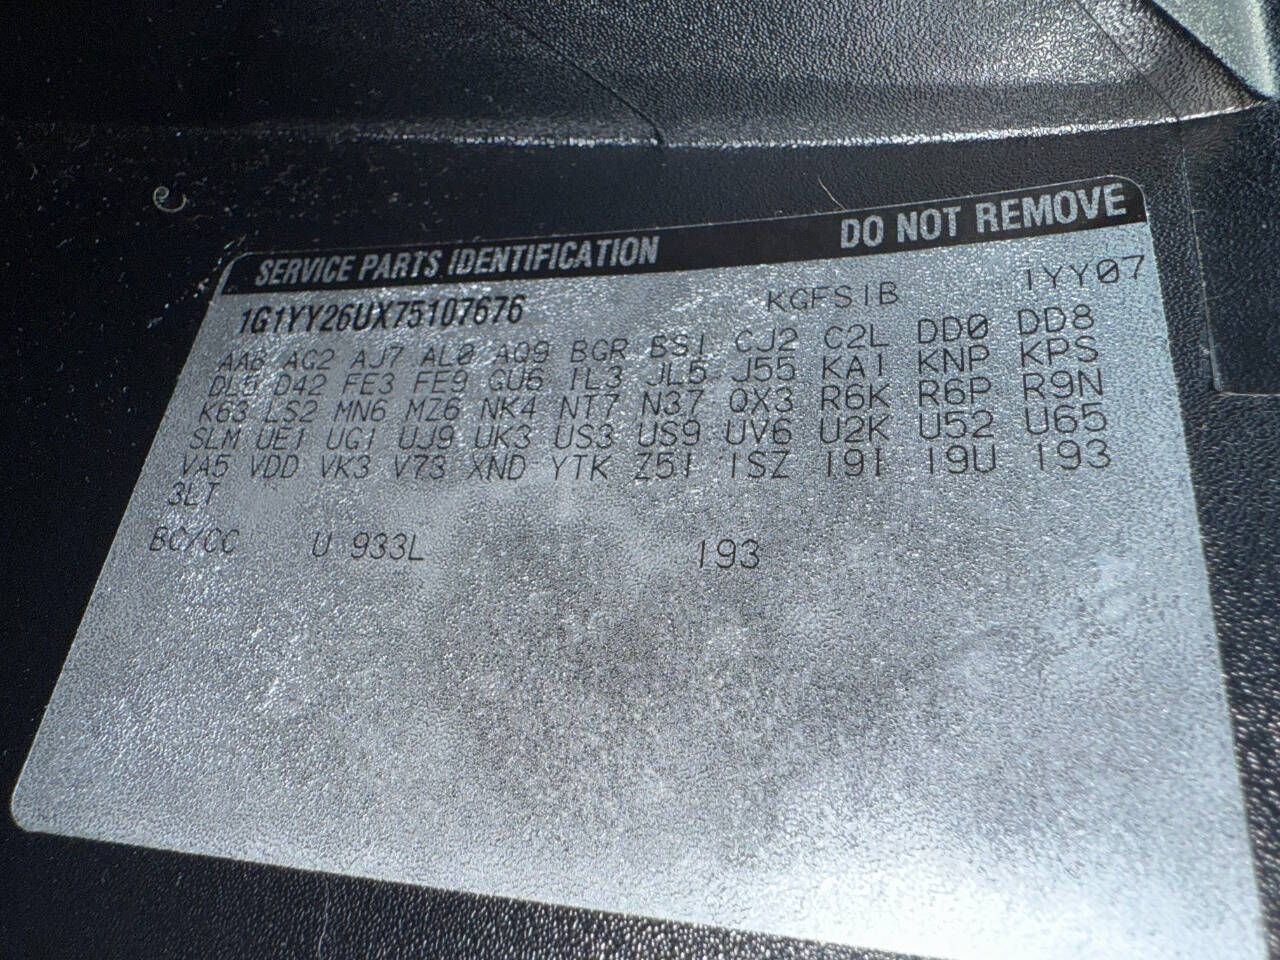 SERVICE PARTS IDENTIFICATION DO NOT REMOVE
1G1YY26UX75107676 KGFS1B 1YY07
AA6 AG2 AJ7 AL0 AQ9 BGR BS1 CJ2 C2L DD0 DD8
DL5 D42 FE3 FE9 GU6 IL3 JL5 J55 KA1 KNP KPS
K63 LS2 MN6 MZ6 NK4 NT7 N37 QX3 R6K R6P R9N
SLM UE1 UG1 UJ9 UK3 US3 US9 UV6 U2K U52 U65
VA5 VDD VK3 V73 XND YTK Z51 1SZ 19I 19U 193
3LT
BC/CC U 933L 193